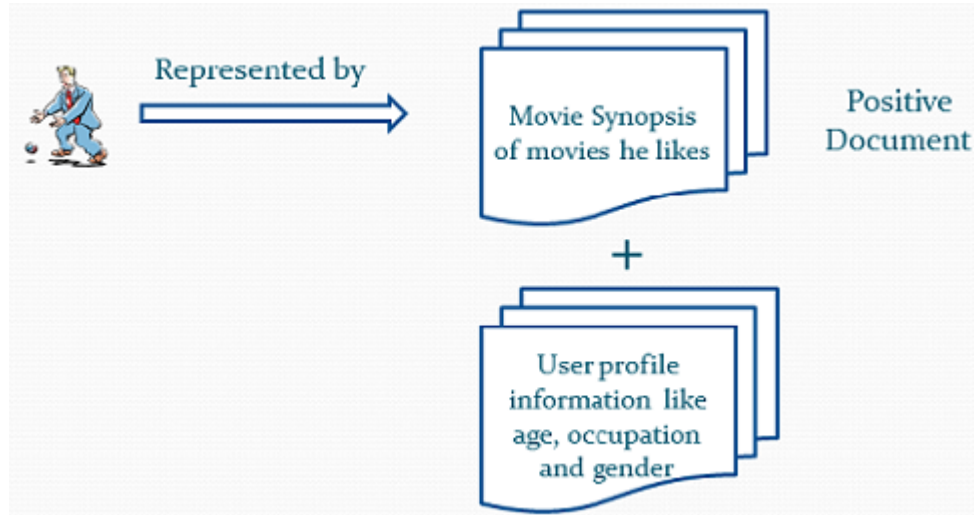 Represented by
Movie Synopsis
of movies he likes
Positive
Document
+
User profile
information like
age, occupation
and gender